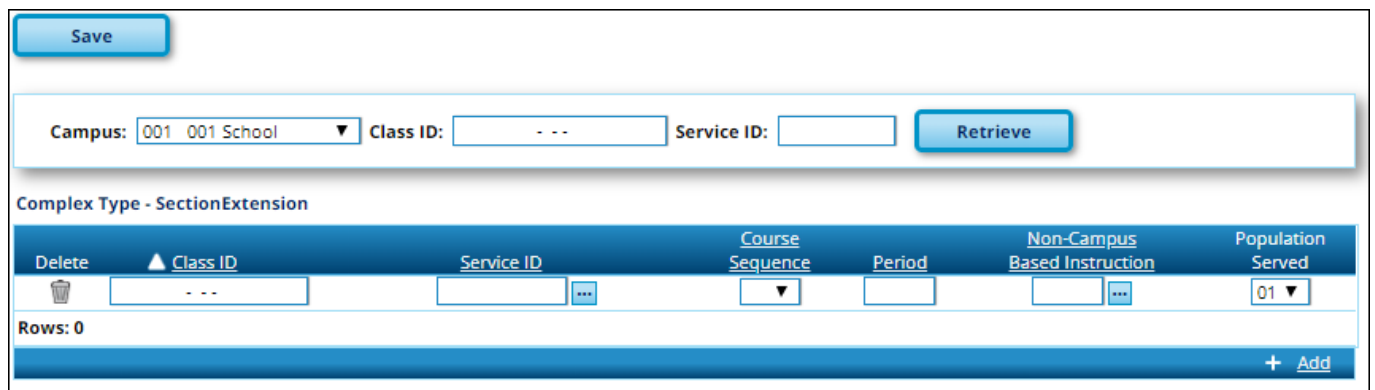 Save
Campus: 001 001 School ▼ Class ID: - - - Service ID: Retrieve
Complex Type - SectionExtension
Course Non-Campus Population
Delete Class ID Service ID Sequence Period Based Instruction Served
- - - ... ▼ ... 01 ▼
Rows: 0
+ Add